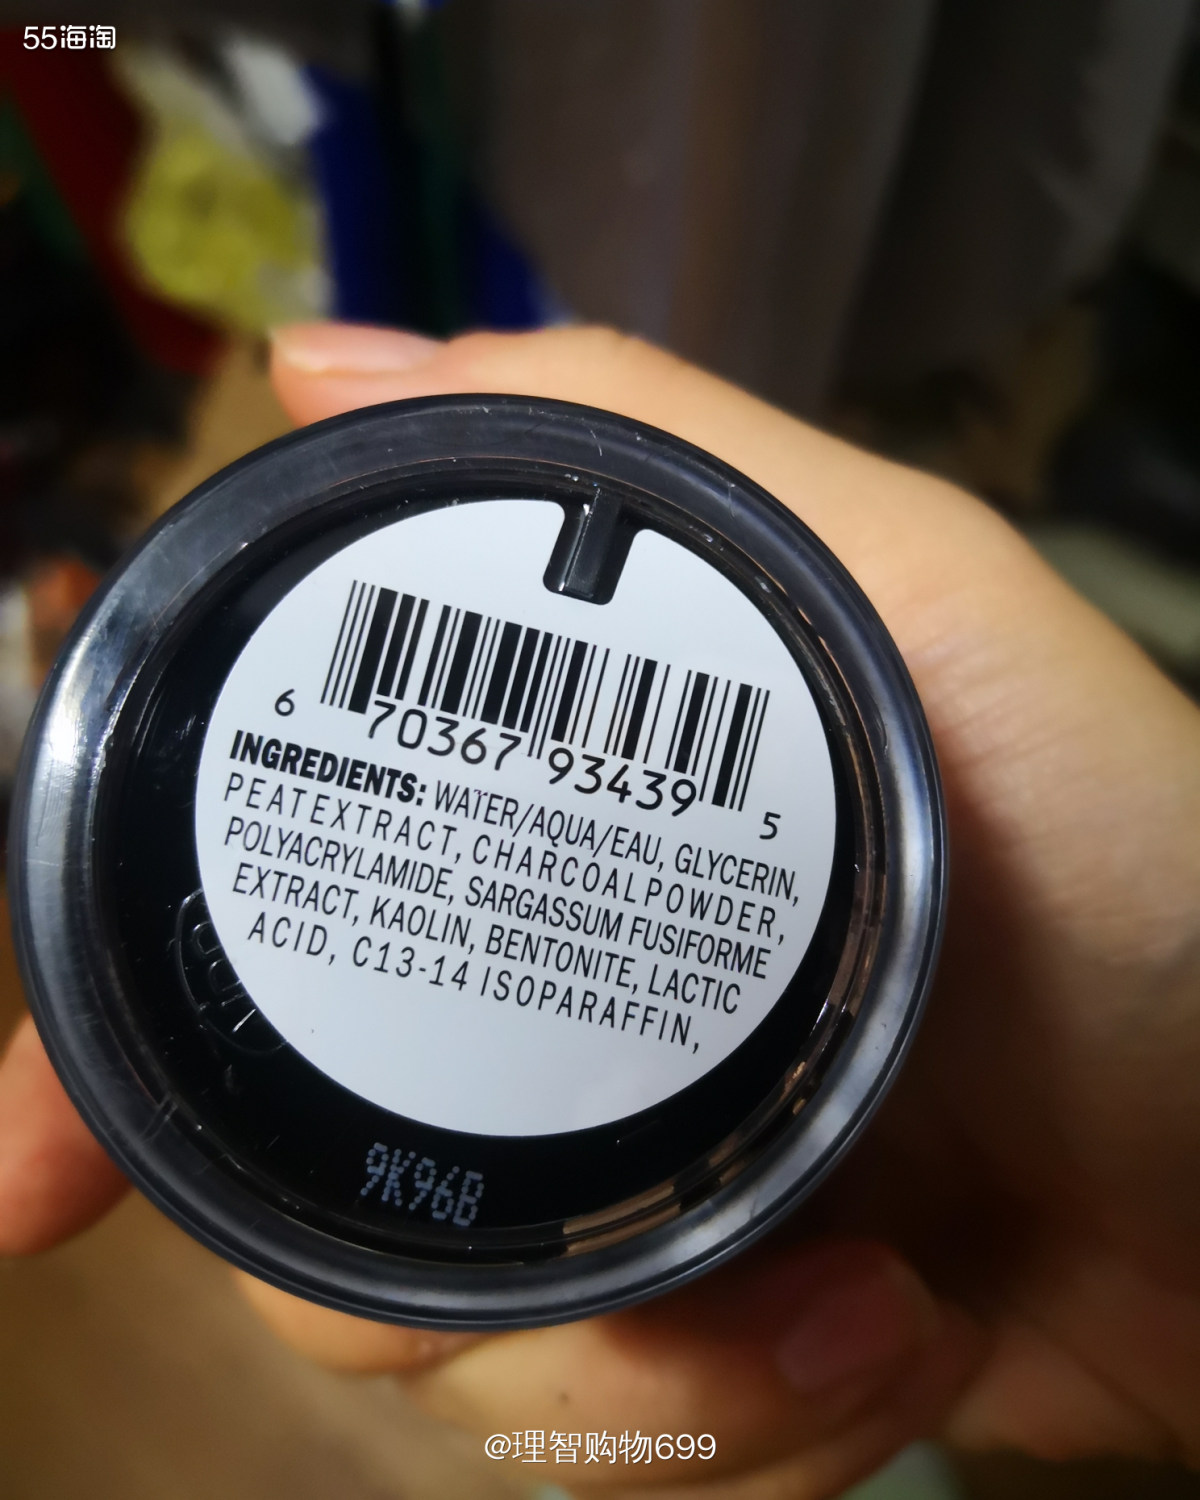 55海淘
6 70367 93439 5
INGREDIENTS: WATER/AQUA/EAU, GLYCERIN,
PEAT EXTRACT, CHARCOAL POWDER,
POLYACRYLAMIDE, SARGASSUM FUSIFORME
EXTRACT, KAOLIN, BENTONITE, LACTIC
ACID, C13-14 ISOPARAFFIN,
9K96B
@理智购物699